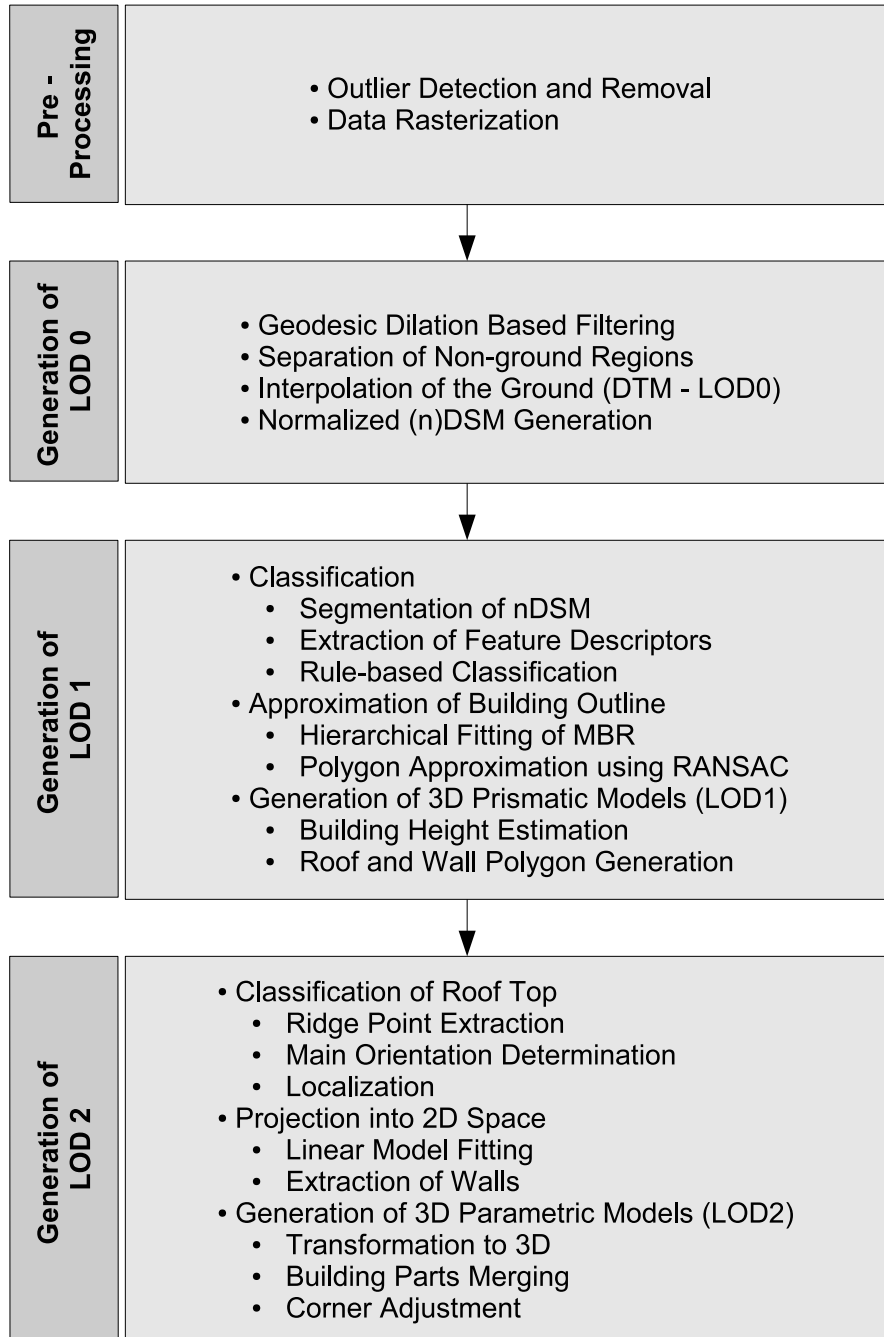 Pre -
Processing
• Outlier Detection and Removal
• Data Rasterization
Generation of
LOD 0
• Geodesic Dilation Based Filtering
• Separation of Non-ground Regions
• Interpolation of the Ground (DTM - LOD0)
• Normalized (n)DSM Generation
Generation of
LOD 1
• Classification
• Segmentation of nDSM
• Extraction of Feature Descriptors
• Rule-based Classification
• Approximation of Building Outline
• Hierarchical Fitting of MBR
• Polygon Approximation using RANSAC
• Generation of 3D Prismatic Models (LOD1)
• Building Height Estimation
• Roof and Wall Polygon Generation
Generation of
LOD 2
• Classification of Roof Top
• Ridge Point Extraction
• Main Orientation Determination
• Localization
• Projection into 2D Space
• Linear Model Fitting
• Extraction of Walls
• Generation of 3D Parametric Models (LOD2)
• Transformation to 3D
• Building Parts Merging
• Corner Adjustment